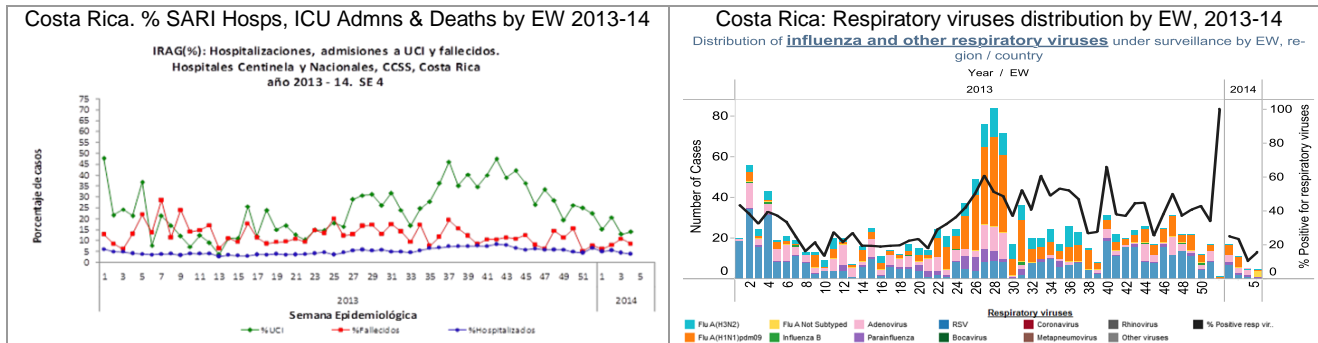 Costa Rica. % SARI Hosps, ICU Admns & Deaths by EW 2013-14
IRAG(%): Hospitalizaciones, admisiones a UCI y fallecidos.
Hospitales Centinela y Nacionales, CCSS, Costa Rica
año 2013 - 14.  SE 4
Porcentaje de casos
75
70
65
60
55
50
45
40
35
30
25
20
15
10
5
0
1 3 5 7 9 11 13 15 17 19 21 23 25 27 29 31 33 35 37 39 41 43 45 47. 49 51 1 3 5
2013 2014
Semana Epidemiológica
%UCI %Fallecidos %Hospitalizados
Costa Rica: Respiratory viruses distribution by EW, 2013-14
Distribution of influenza and other respiratory viruses under surveillance by EW, re-
gion / country
Year / EW
2013 2014
Number of Cases
80
60
40
20
0
100
80
60
40
20
0
% Positive for respiratory viruses
2 4 6 8 10 12 14 16 18 20 22 24 26 28 30 32 34 36 38 40 42 44 46 48 50 5
Respiratory viruses
Flu A(H3N2) Flu A Not Subtyped Adenovirus RSV Coronavirus Rhinovirus % Positive resp vir..
Flu A(H1N1)pdm09 Influenza B Parainfluenza Bocavirus Metapneumovirus Other viruses